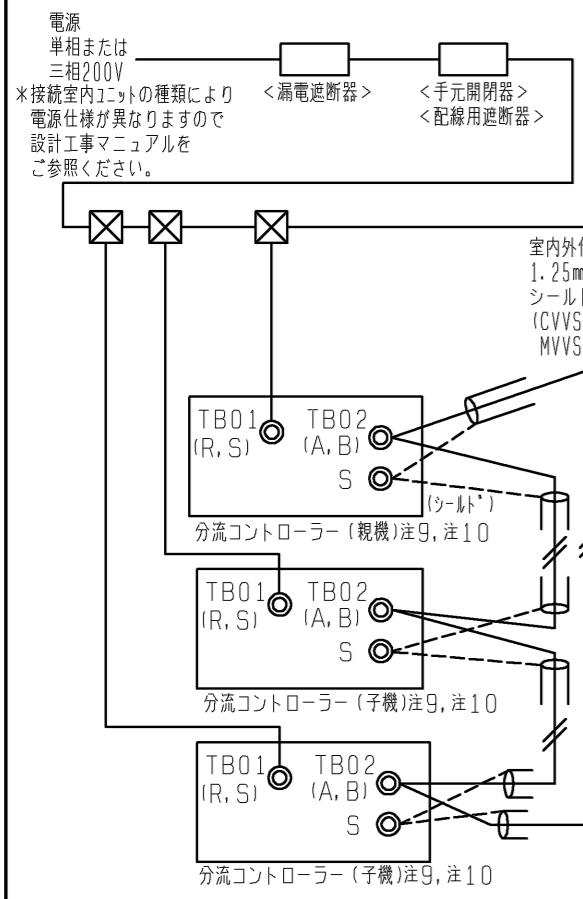 電源
単相または
三相200V
*接続室内ユニットの種類により
電源仕様が異なりますので
設計工事マニュアルを
ご参照ください。
<漏電遮断器>
<手元開閉器>
<配線用遮断器>
室内外
1.25m
シール
(CVVS
MVVS
TB01
(R,S)
TB02
(A,B)
S
(シールド)
分流コントローラー(親機)注9,注10
TB01
(R,S)
TB02
(A,B)
S
分流コントローラー(子機)注9,注10
TB01
(R,S)
TB02
(A,B)
S
分流コントローラー(子機)注9,注10